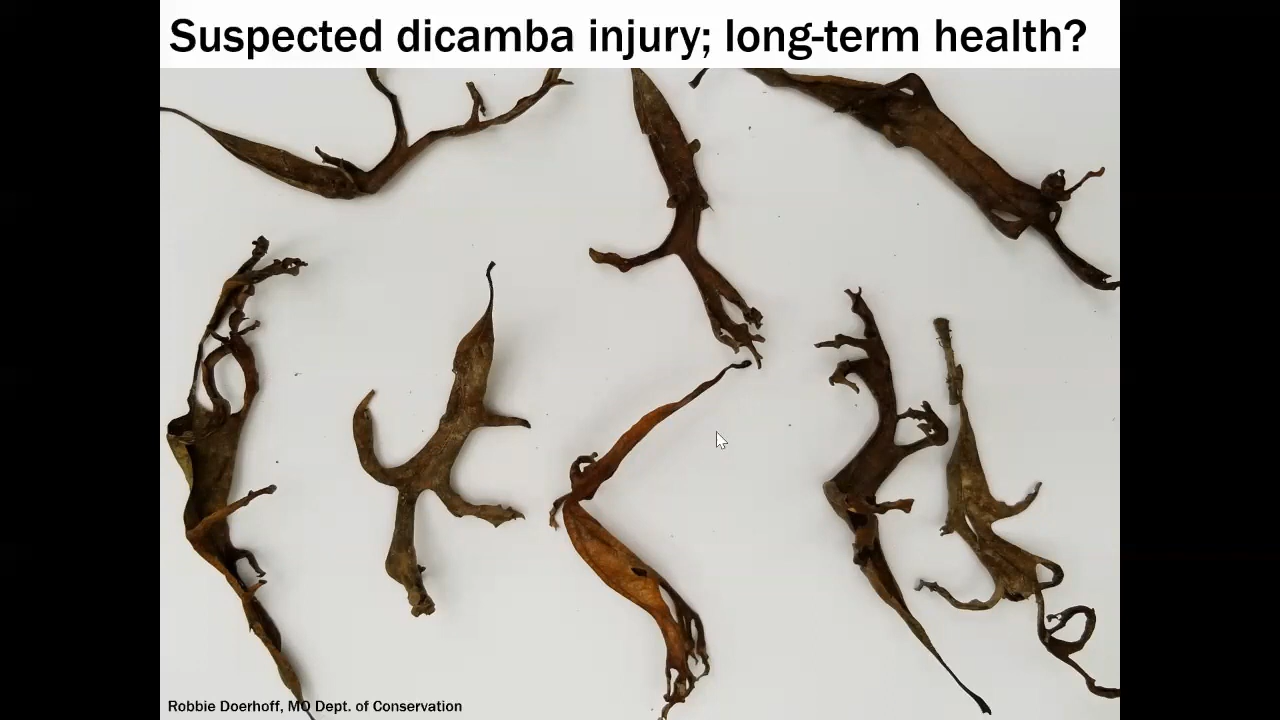 Suspected dicamba injury; long-term health?
Robbie Doerhoff, MO Dept. of Conservation